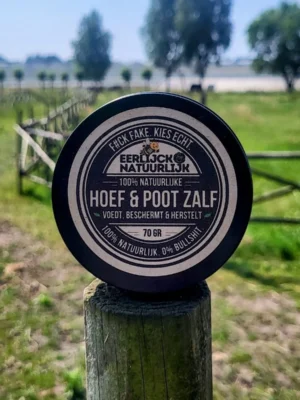 F#CK FAKE. KIES ECHT.
EERLIJCK
NATUURLIJK
100% NATUURLIJKE
HOEF & POOT ZALF
VOEDT, BESCHERMT & HERSTELT
70 GR
100% NATUURLIJK 0% BULLSHIT